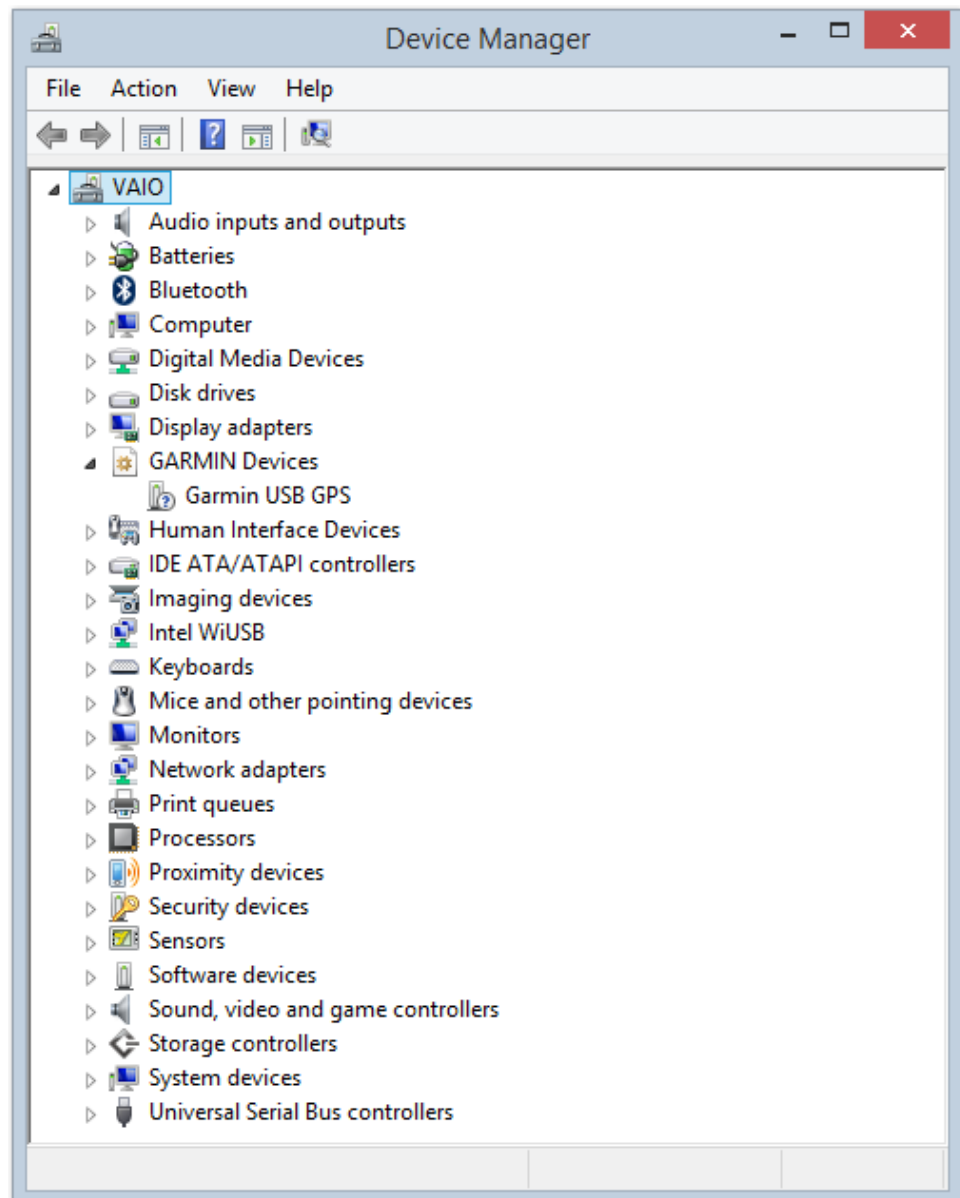 Device Manager
File Action View Help
VAIO
Audio inputs and outputs
Batteries
Bluetooth
Computer
Digital Media Devices
Disk drives
Display adapters
GARMIN Devices
Garmin USB GPS
Human Interface Devices
IDE ATA/ATAPI controllers
Imaging devices
Intel WiUSB
Keyboards
Mice and other pointing devices
Monitors
Network adapters
Print queues
Processors
Proximity devices
Security devices
Sensors
Software devices
Sound, video and game controllers
Storage controllers
System devices
Universal Serial Bus controllers